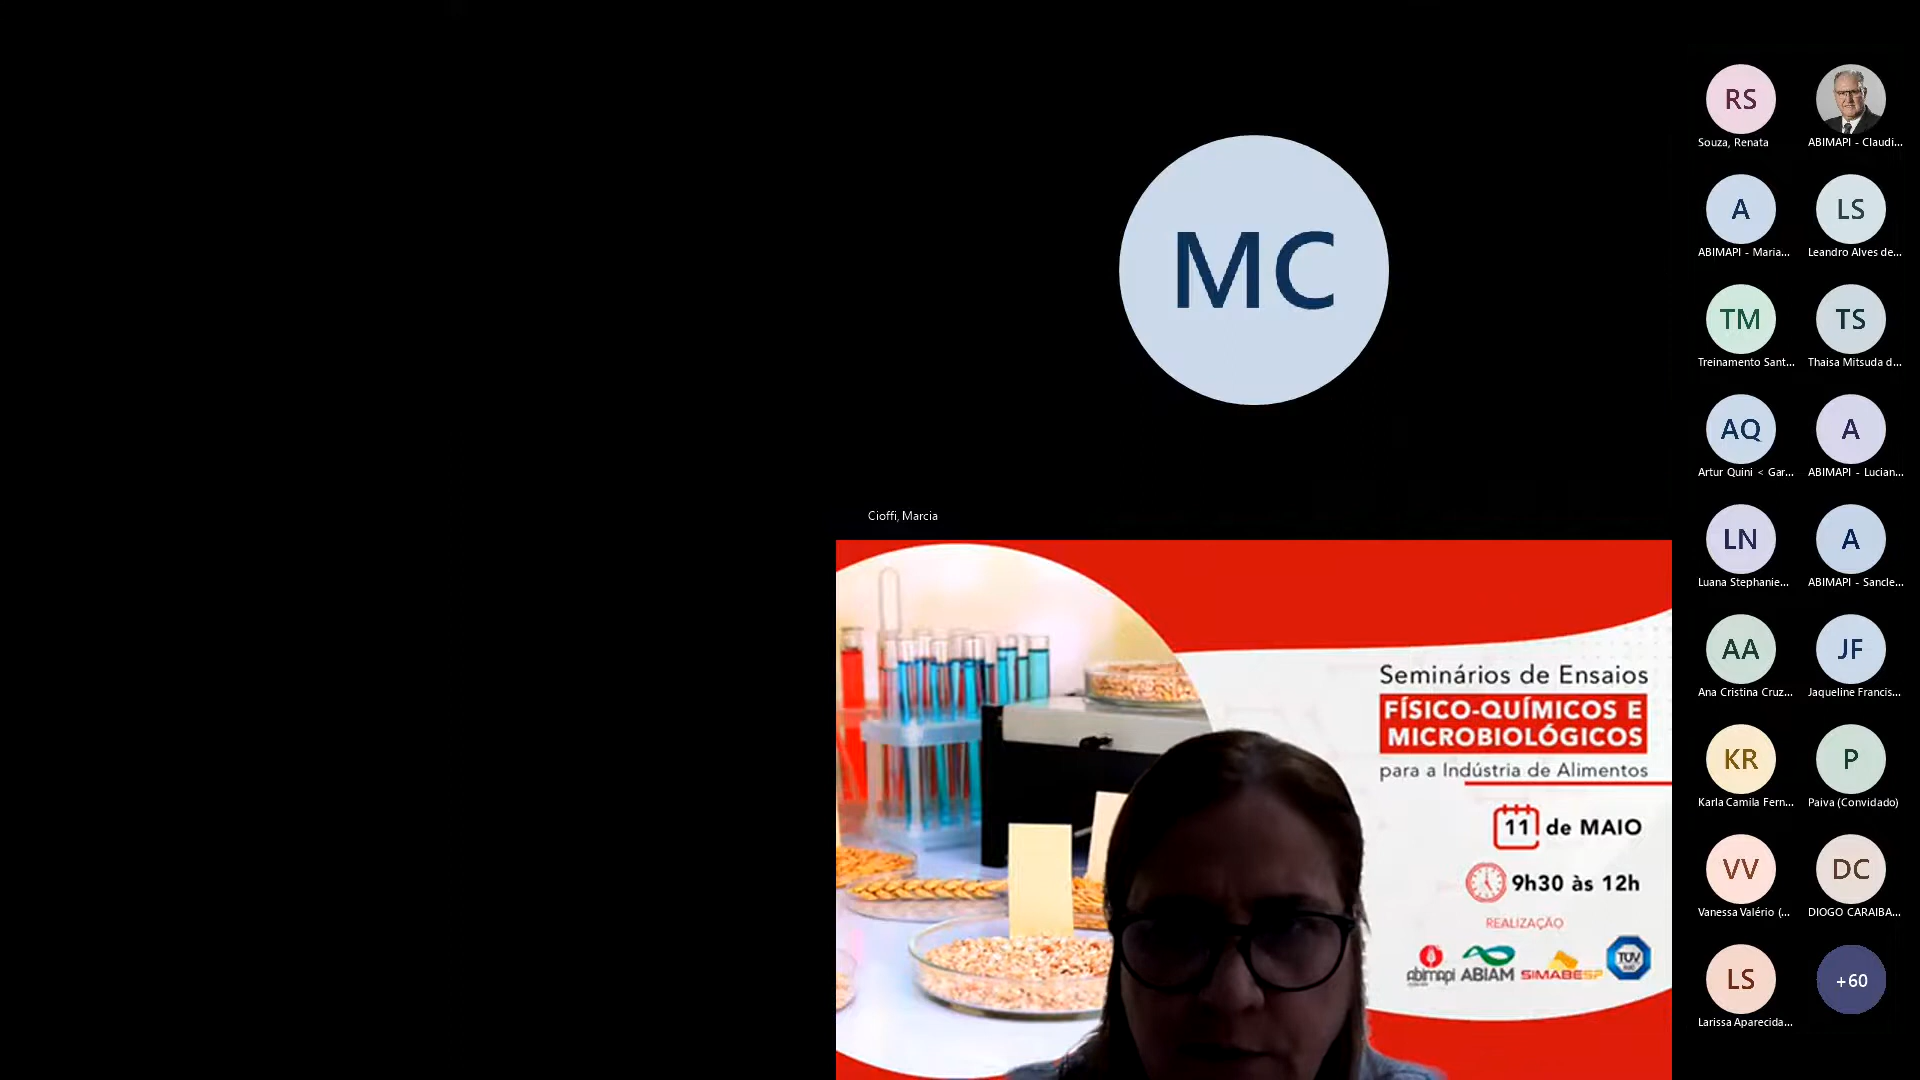 MC
Cioffi, Marcia
Seminários de Ensaios
FÍSICO-QUÍMICOS E
MICROBIOLÓGICOS
para a Indústria de Alimentos
11 de MAIO
9h30 às 12h
REALIZAÇÃO
abimapi ABIAM SIMABESP TÜV
RS
Souza, Renata
ABIMAPI - Claudi...
A
ABIMAPI - Maria...
LS
Leandro Alves de...
TM
Treinamento Sant...
TS
Thaisa Mitsuda d...
AQ
Artur Quini < Gar...
A
ABIMAPI - Lucian...
LN
Luana Stephanie...
A
ABIMAPI - Sancle...
AA
Ana Cristina Cruz...
JF
Jaqueline Francis...
KR
Karla Camila Fern...
P
Paiva (Convidado)
VV
Vanessa Valério (...
DC
DIOGO CARAIBA...
LS
Larissa Aparecida...
+60